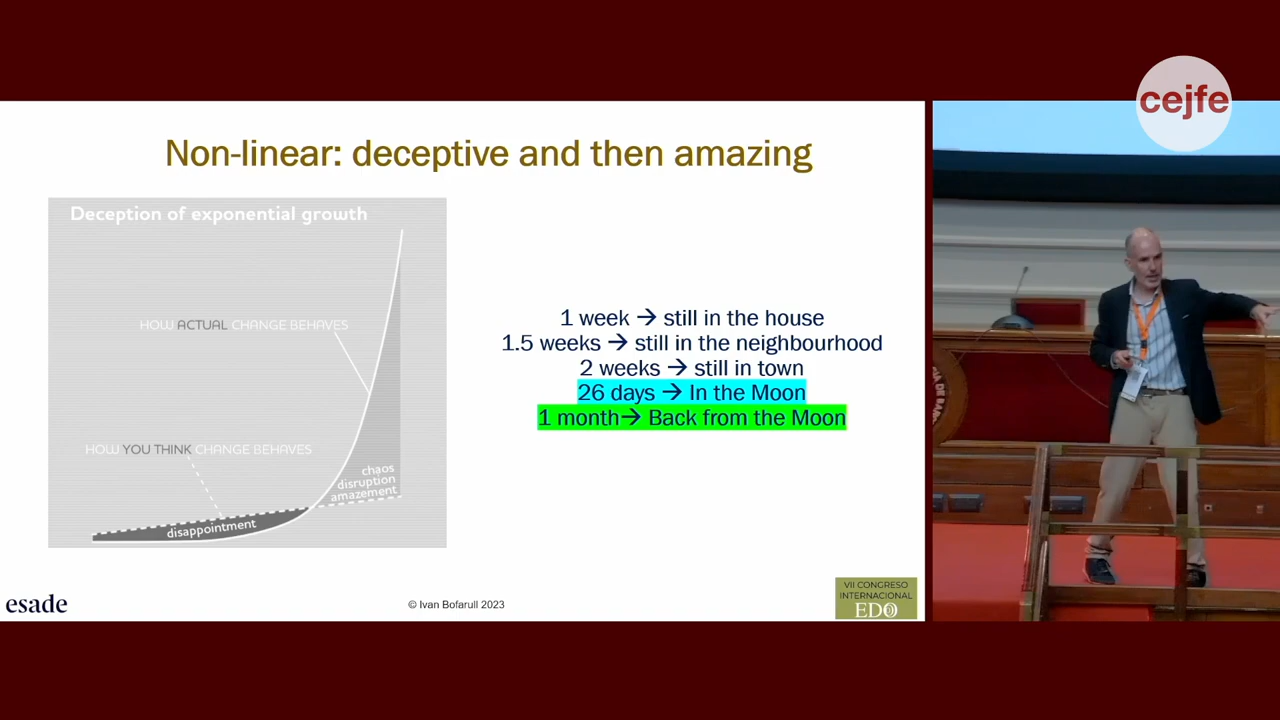 cejfe
Non-linear: deceptive and then amazing
Deception of exponential growth
HOW ACTUAL CHANGE BEHAVES
HOW YOU THINK CHANGE BEHAVES
chaos
disruption
amazement
disappointment
1 week → still in the house
1.5 weeks → still in the neighbourhood
2 weeks → still in town
26 days → In the Moon
1 month→ Back from the Moon
esade
© Ivan Bofarull 2023
VII CONGRESO
INTERNACIONAL
EDO